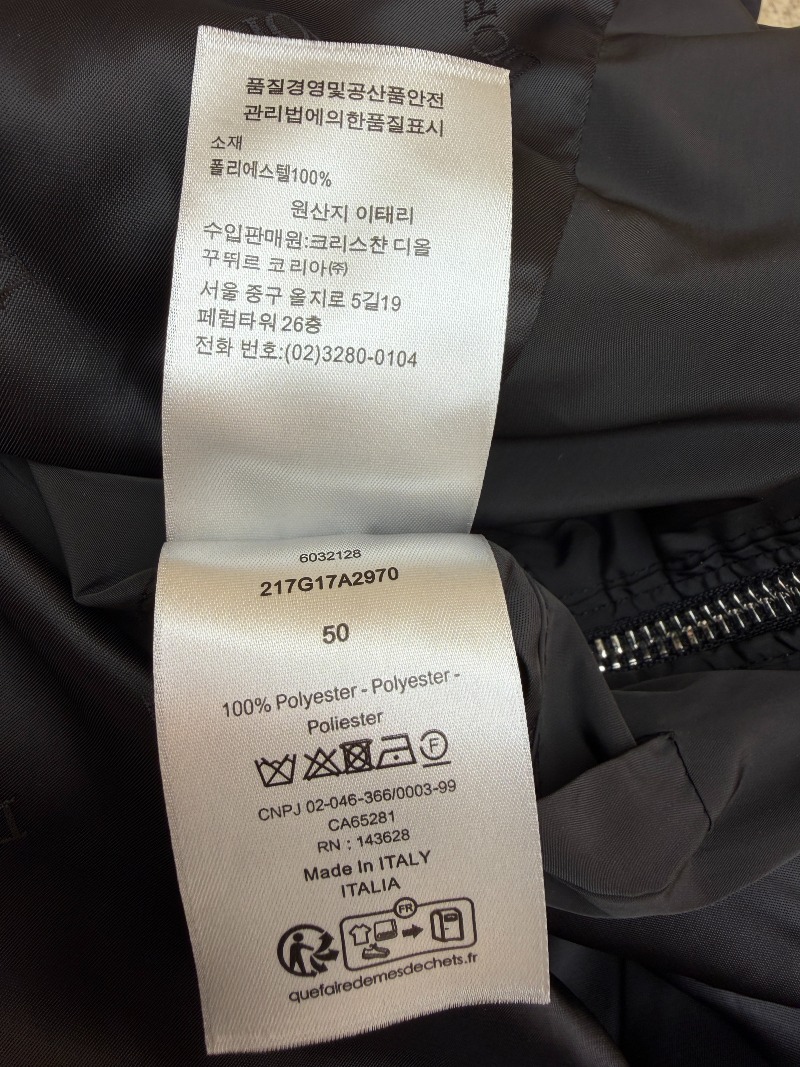 품질경영및공산품안전
관리법에의한품질표시
소재
폴리에스텔100%
원산지 이태리
수입판매원:크리스챤 디올
꾸뛰르 코리아㈜
서울 중구 올지로 5길19
페럼타워 26층
전화 번호:(02)3280-0104
6032128
217G17A2970
50
100% Polyester - Polyester -
Poliester
F
CNPJ 02-046-366/0003-99
CA65281
RN : 143628
Made In ITALY
ITALIA
FR
quefairedemesdechets.fr